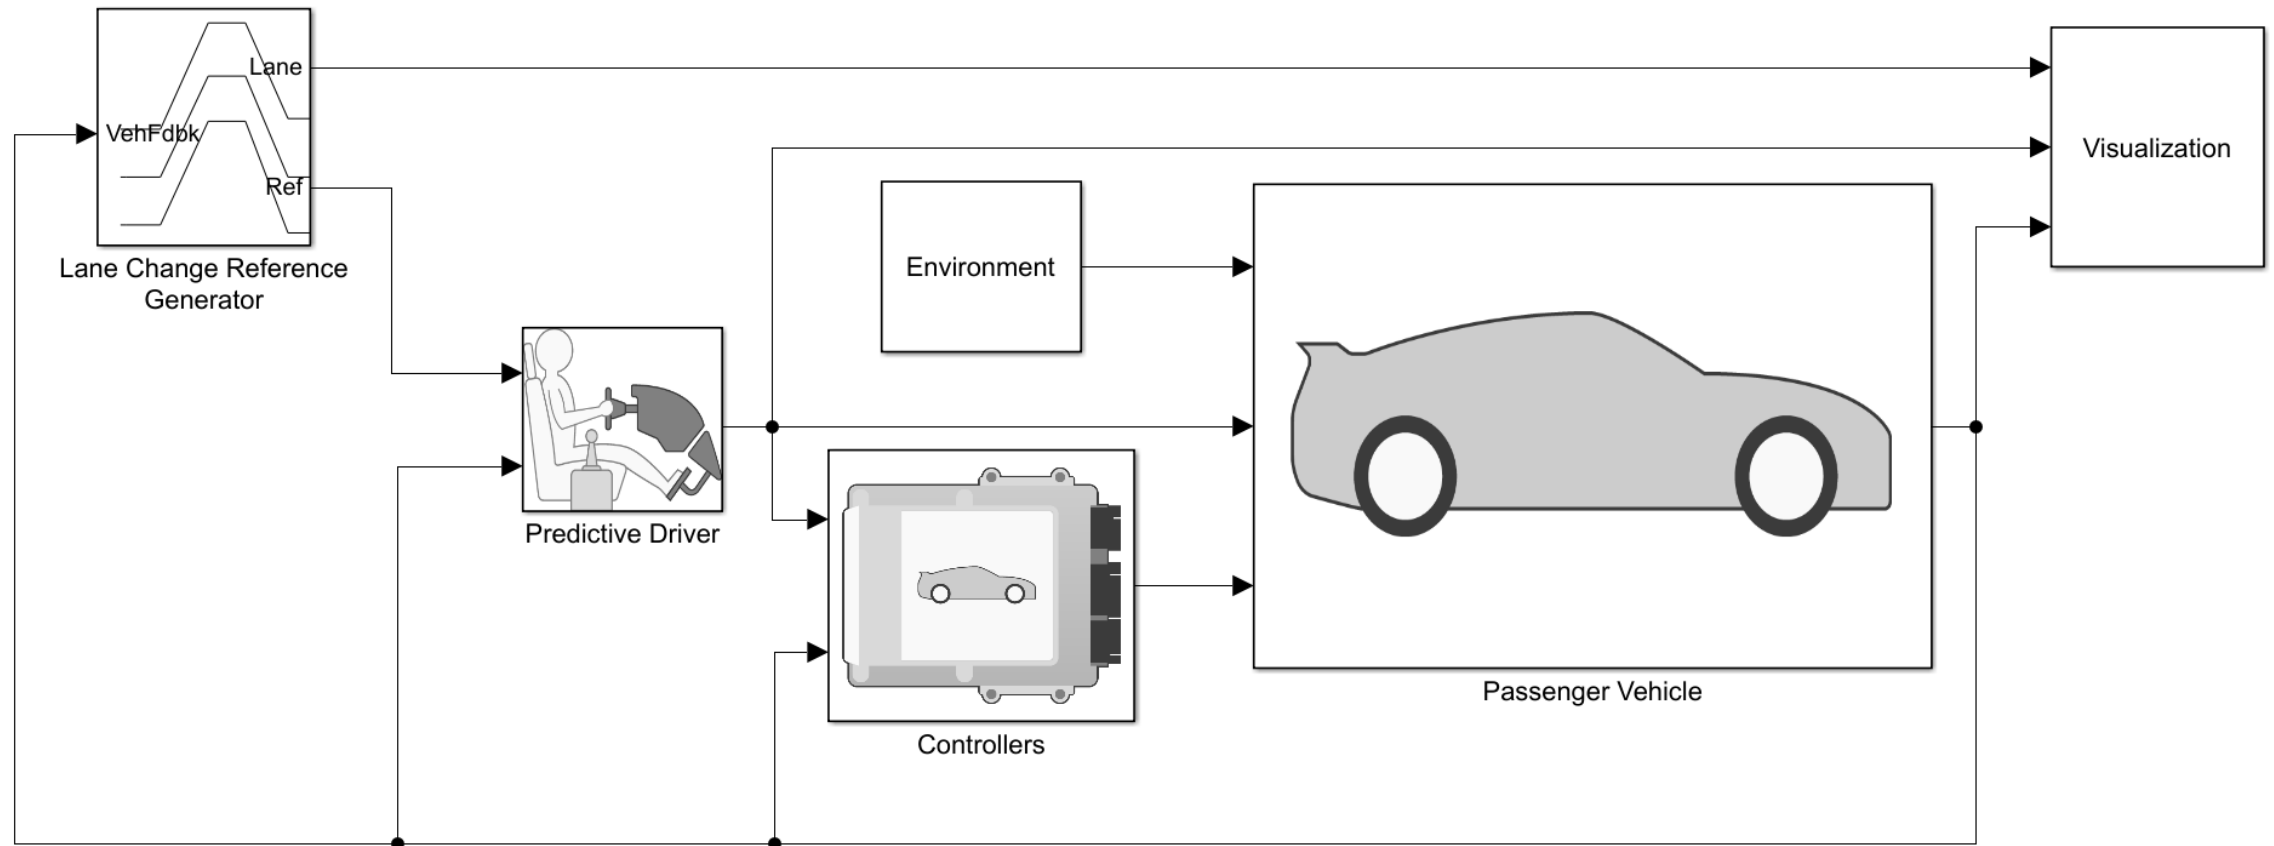 Lane
VehFdbk
Ref
Lane Change Reference
Generator
Visualization
Environment
Predictive Driver
Passenger Vehicle
Controllers